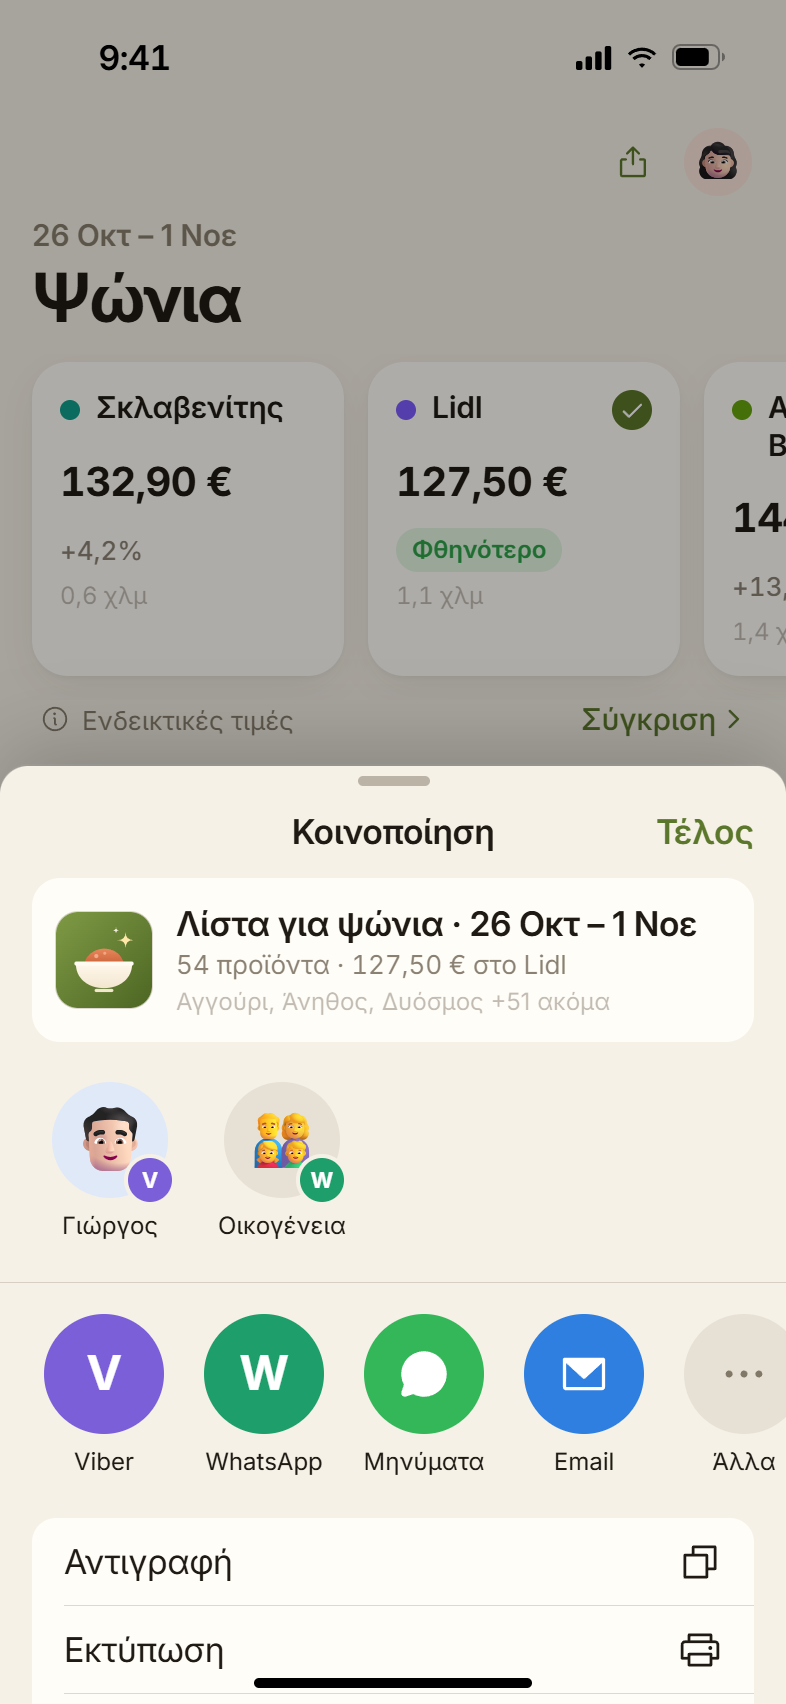 9:41
26 Οκτ – 1 Νοε
Ψώνια
Σκλαβενίτης
132,90 €
+4,2%
0,6 χλμ
Lidl
127,50 €
Φθηνότερο
1,1 χλμ
Ενδεικτικές τιμές
Σύγκριση
Κοινοποίηση
Τέλος
Λίστα για ψώνια · 26 Οκτ – 1 Νοε
54 προϊόντα · 127,50 € στο Lidl
Αγγούρι, Άνηθος, Δυόσμος +51 ακόμα
V
W
Γιώργος
Οικογένεια
V
W
Viber
WhatsApp
Μηνύματα
Email
Άλλα
Αντιγραφή
Εκτύπωση